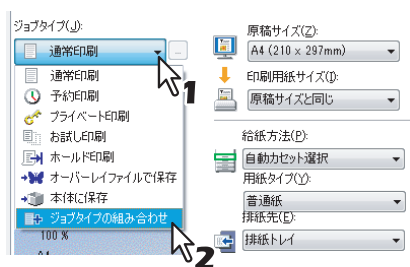 ジョブタイプ(J):
通常印刷
...
通常印刷
予約印刷
プライベート印刷
お試し印刷
ホールド印刷
オーバーレイファイルで保存
本体に保存
ジョブタイプの組み合わせ
100 %
1
2
原稿サイズ(Z):
A4 (210 x 297mm)
印刷用紙サイズ(I):
原稿サイズと同じ
給紙方法(P):
自動カセット選択
用紙タイプ(Y):
普通紙
排紙先(E):
排紙トレイ